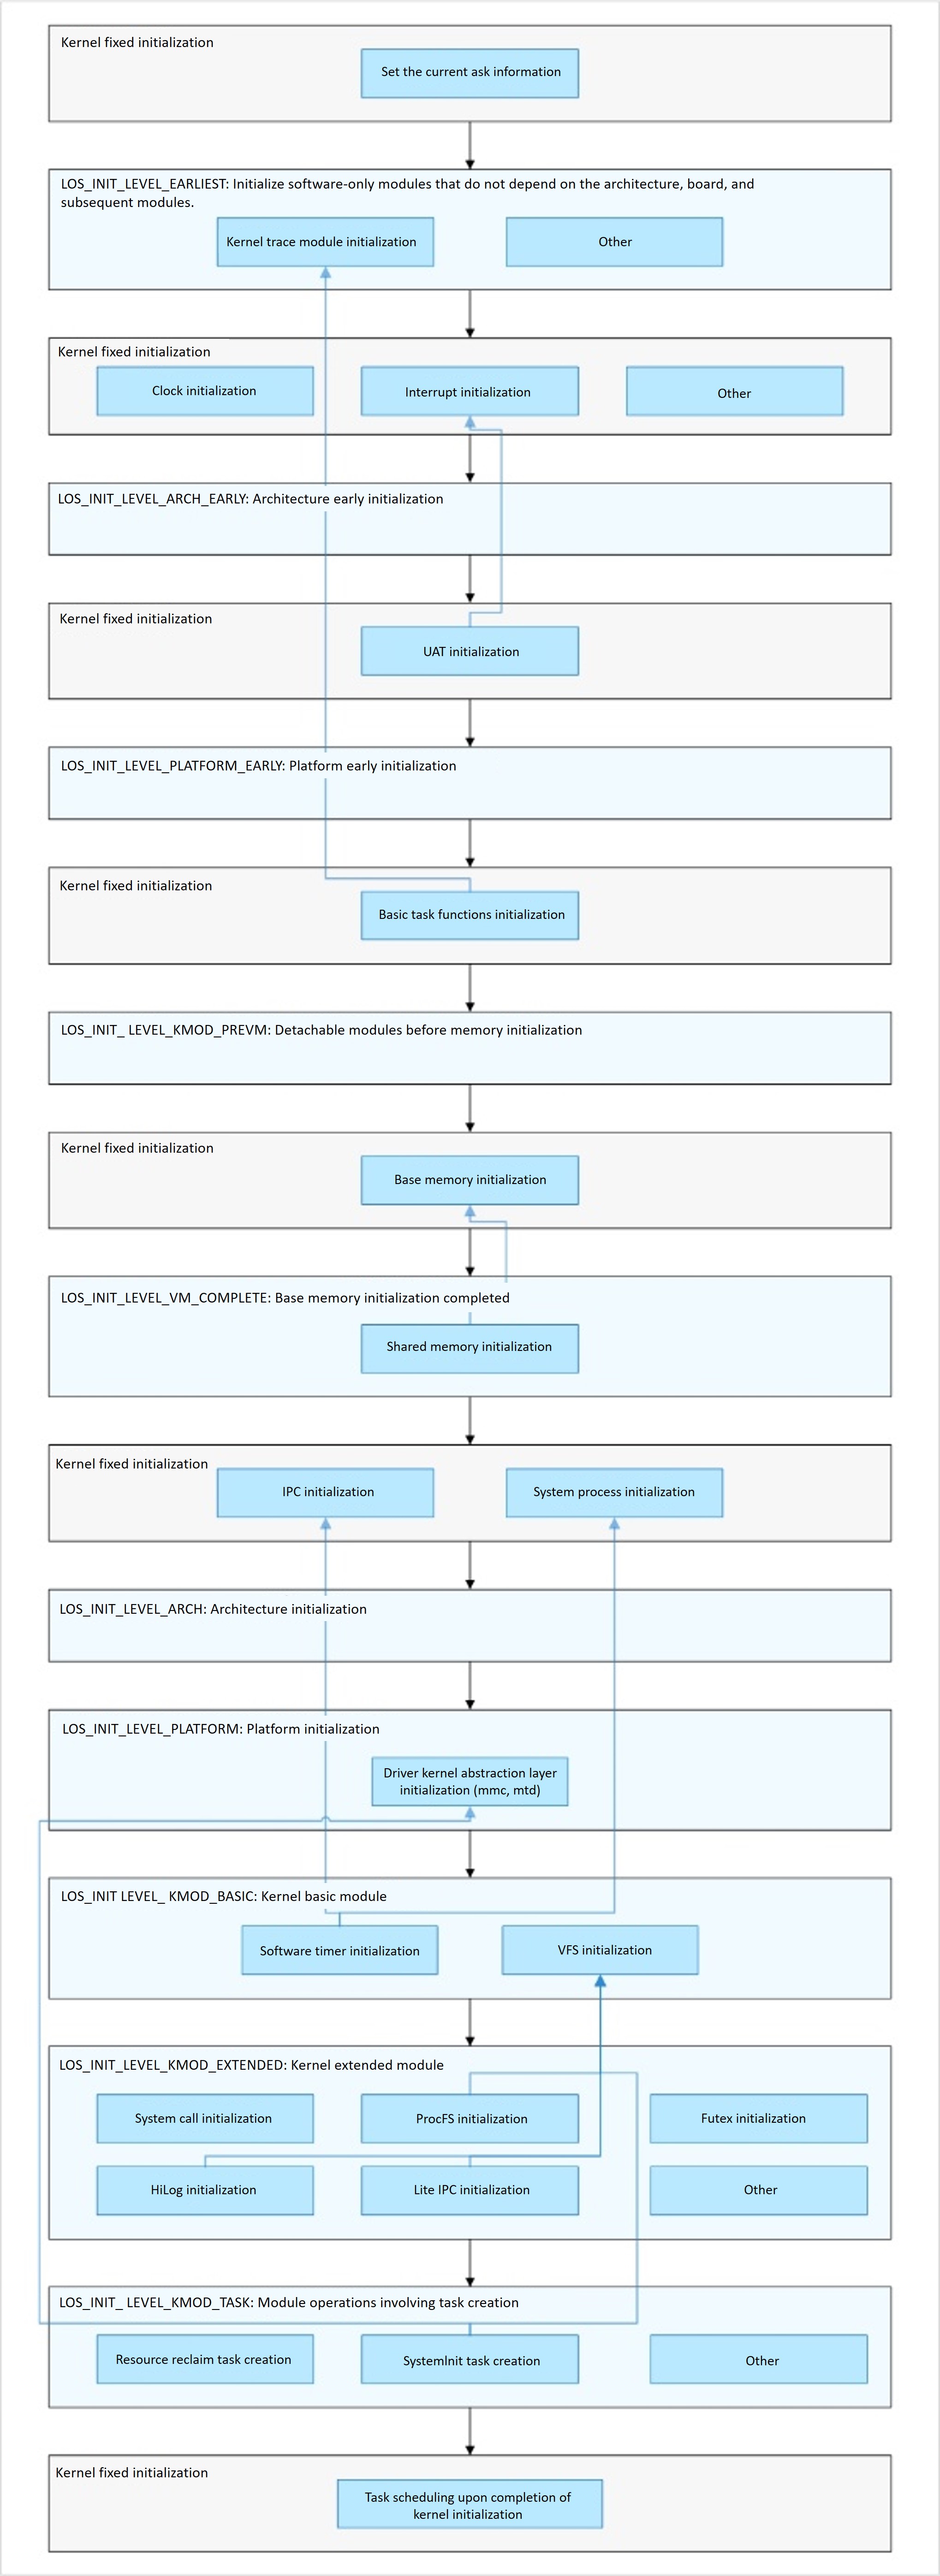 Kernel fixed initialization
Set the current ask information
LOS_INIT_LEVEL_EARLIEST: Initialize software-only modules that do not depend on the architecture, board, and
subsequent modules.
Kernel trace module initialization
Other
Kernel fixed initialization
Clock initialization
Interrupt initialization
Other
LOS_INIT_LEVEL_ARCH_EARLY: Architecture early initialization
Kernel fixed initialization
UAT initialization
LOS_INIT_LEVEL_PLATFORM_EARLY: Platform early initialization
Kernel fixed initialization
Basic task functions initialization
LOS_INIT_ LEVEL_KMOD_PREVM: Detachable modules before memory initialization
Kernel fixed initialization
Base memory initialization
LOS_INIT_LEVEL_VM_COMPLETE: Base memory initialization completed
Shared memory initialization
Kernel fixed initialization
IPC initialization
System process initialization
LOS_INIT_LEVEL_ARCH: Architecture initialization
LOS_INIT_LEVEL_PLATFORM: Platform initialization
Driver kernel abstraction layer
initialization (mmc, mtd)
LOS_INIT LEVEL_ KMOD_BASIC: Kernel basic module
Software timer initialization
VFS initialization
LOS_INIT_LEVEL_KMOD_EXTENDED: Kernel extended module
System call initialization
ProcFS initialization
Futex initialization
HiLog initialization
Lite IPC initialization
Other
LOS_INIT_ LEVEL_KMOD_TASK: Module operations involving task creation
Resource reclaim task creation
SystemInit task creation
Other
Kernel fixed initialization
Task scheduling upon completion of
kernel initialization